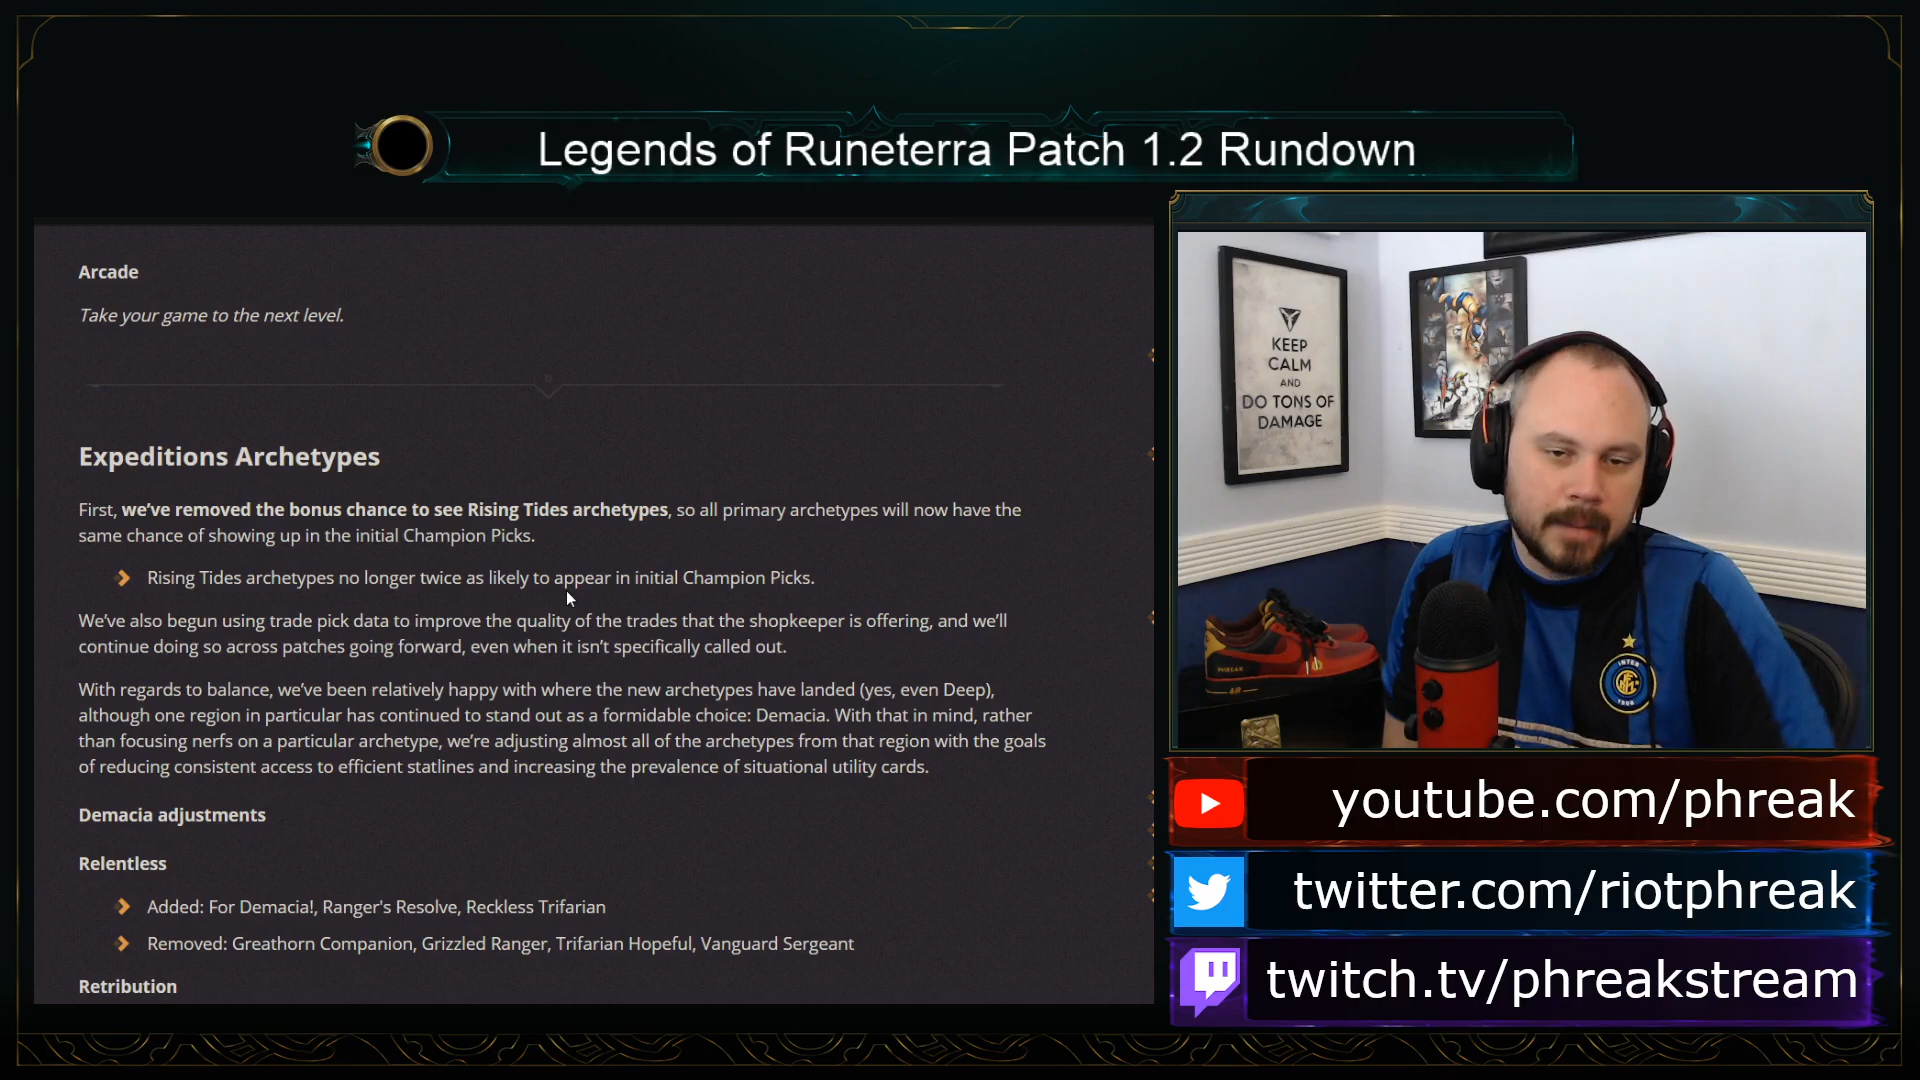 Legends of Runeterra Patch 1.2 Rundown
Arcade
Take your game to the next level.
Expeditions Archetypes
First, we've removed the bonus chance to see Rising Tides archetypes, so all primary archetypes will now have the
same chance of showing up in the initial Champion Picks.
Rising Tides archetypes no longer twice as likely to appear in initial Champion Picks.
We've also begun using trade pick data to improve the quality of the trades that the shopkeeper is offering, and we'll
continue doing so across patches going forward, even when it isn't specifically called out.
With regards to balance, we've been relatively happy with where the new archetypes have landed (yes, even Deep),
although one region in particular has continued to stand out as a formidable choice: Demacia. With that in mind, rather
than focusing nerfs on a particular archetype, we're adjusting almost all of the archetypes from that region with the goals
of reducing consistent access to efficient statlines and increasing the prevalence of situational utility cards.
Demacia adjustments
Relentless
Added: For Demacia!, Ranger's Resolve, Reckless Trifarian
Removed: Greathorn Companion, Grizzled Ranger, Trifarian Hopeful, Vanguard Sergeant
Retribution
KEEP
CALM
AND
DO TONS OF
DAMAGE
PHREAK
AIR
INTER
1908
youtube.com/phreak
twitter.com/riotphreak
twitch.tv/phreakstream